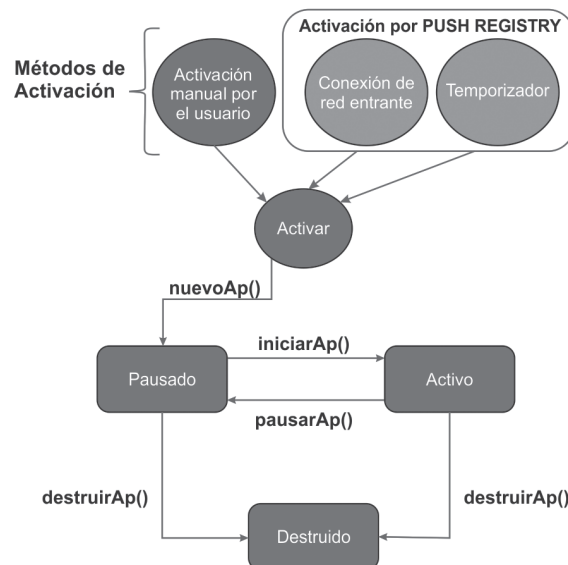 Activación por PUSH REGISTRY
Métodos de
Activación
Activación
manual por
el usuario
Conexión de
red entrante
Temporizador
Activar
nuevoAp()
iniciarAp()
Pausado
Activo
pausarAp()
destruirAp()
destruirAp()
Destruido